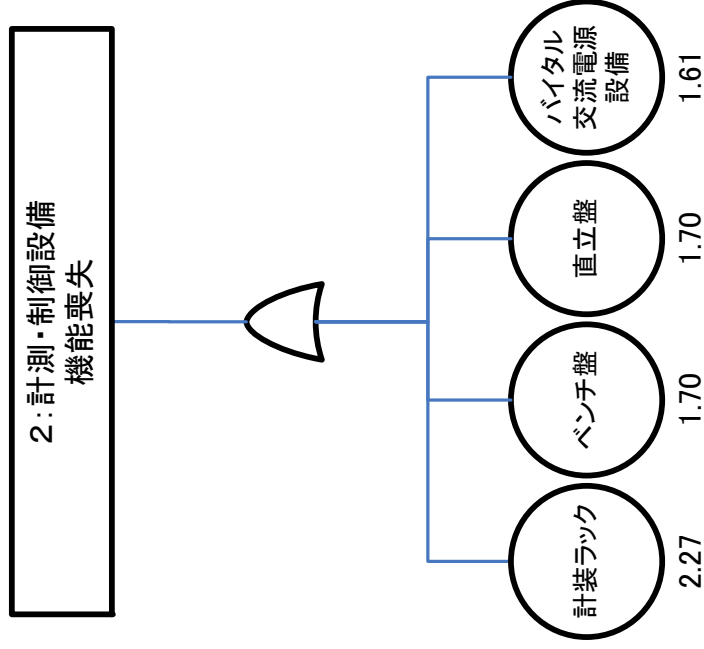 2:計測・制御設備
機能喪失
計装ラック
2.27
ベンチ盤
1.70
直立盤
1.70
バイタル
交流電源
設備
1.61